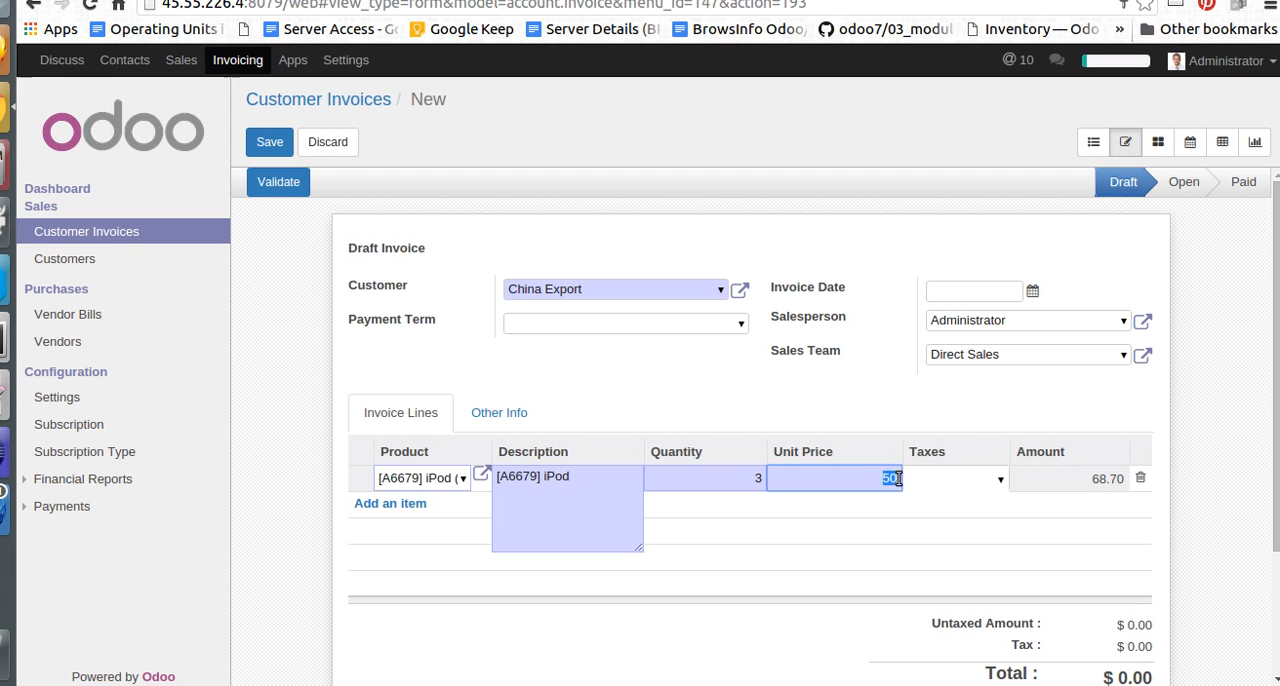 45.55.226.4:8079/web#view_type=form&model=account.invoice&menu_id=147&action=193
Apps Operating Units i Server Access - Go Google Keep Server Details (BI BrowsInfo Odoo, odoo7/03_modul Inventory — Odo » Other bookmarks
Discuss Contacts Sales Invoicing Apps Settings @ 10 Administrator
odoo
Customer Invoices / New
Save Discard
Validate Draft Open Paid
Dashboard
Sales
Customer Invoices
Customers
Purchases
Vendor Bills
Vendors
Configuration
Settings
Subscription
Subscription Type
Financial Reports
Payments
Powered by Odoo
Draft Invoice
Customer China Export Invoice Date
Payment Term Salesperson Administrator
Sales Team Direct Sales
Invoice Lines Other Info
Product Description Quantity Unit Price Taxes Amount
[A6679] iPod ( [A6679] iPod 3 50 68.70
Add an item
Untaxed Amount : $ 0.00
Tax : $ 0.00
Total : $ 0.00